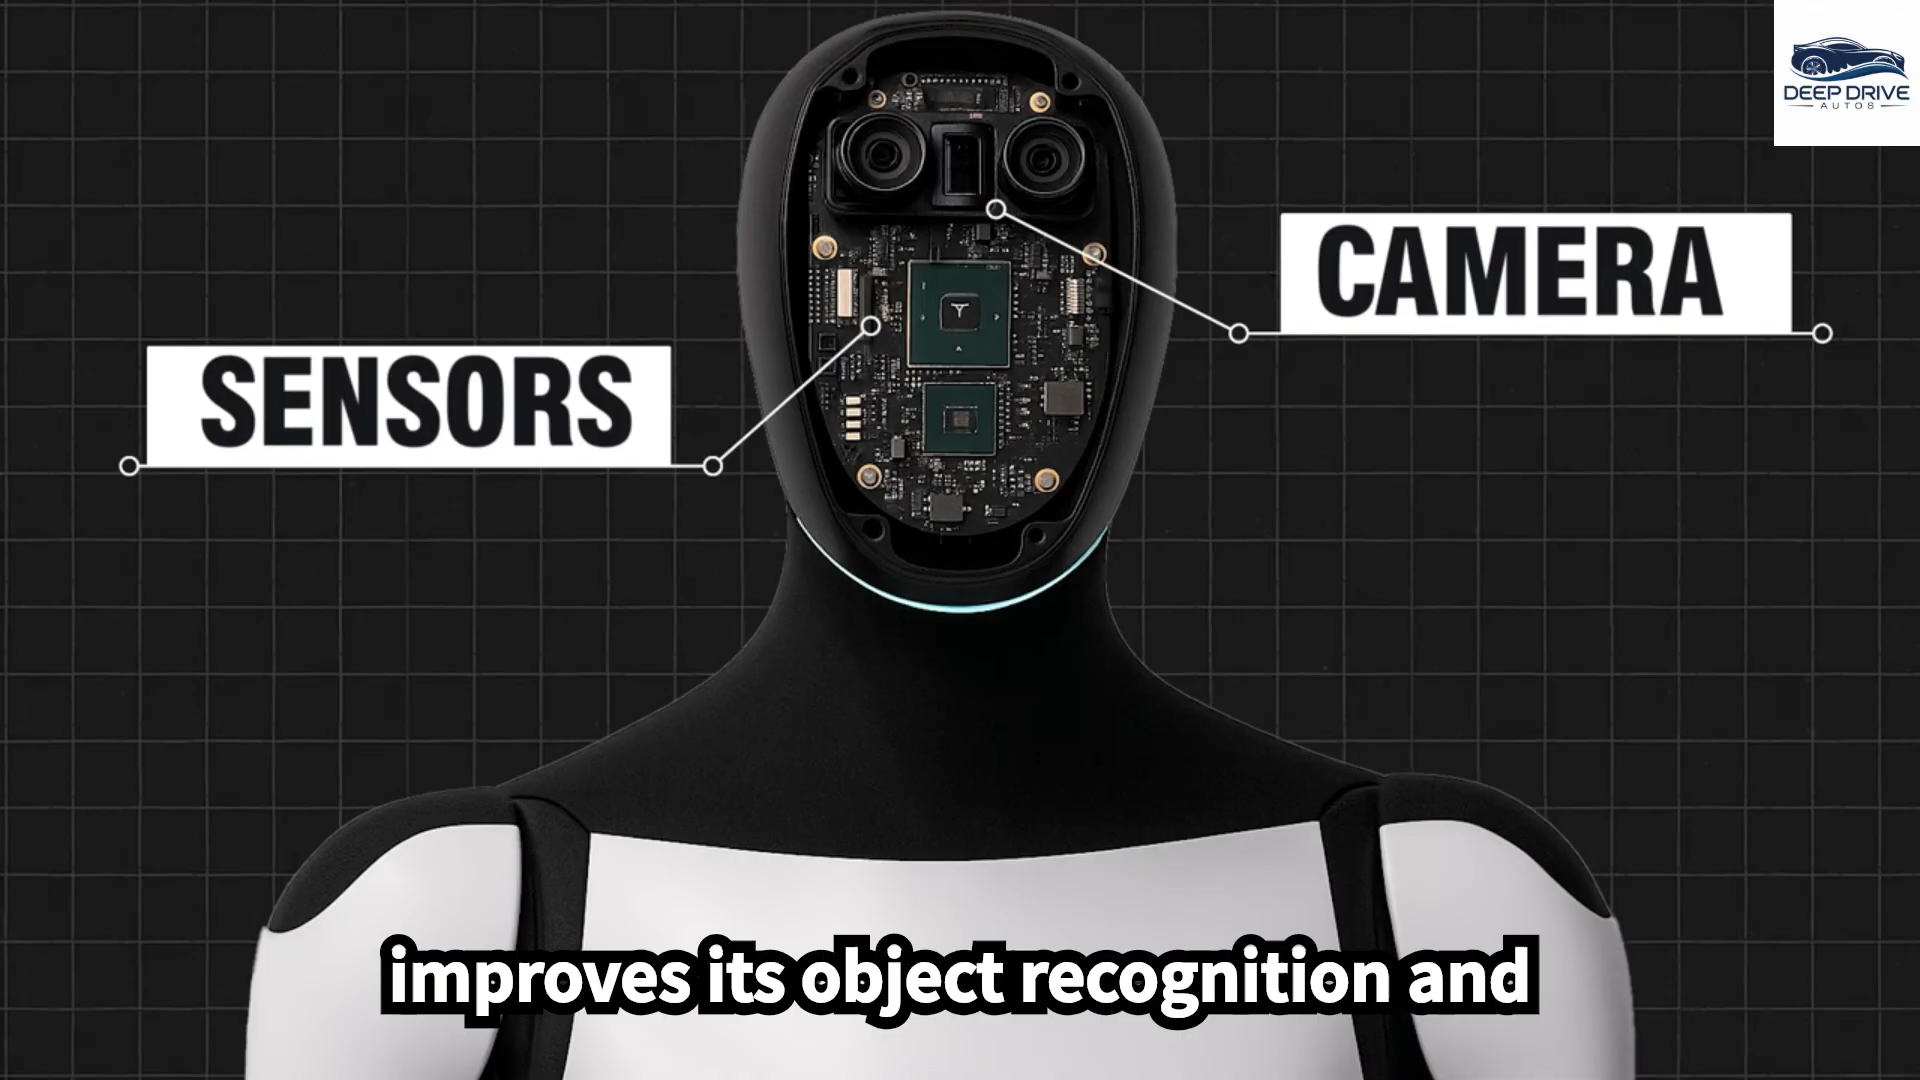 DEEP DRIVE
AUTOS
CAMERA
SENSORS
improves its object recognition and